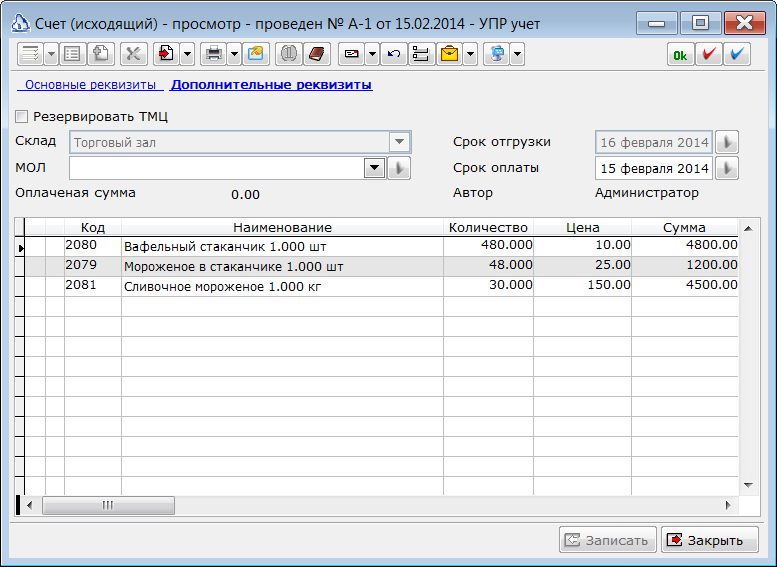 Счет (исходящий) - просмотр - проведен № А-1 от 15.02.2014 - УПР учет
Ok
Основные реквизиты Дополнительные реквизиты
Резервировать ТМЦ
Склад Торговый зал Срок отгрузки 16 февраля 2014
МОЛ Срок оплаты 15 февраля 2014
Оплаченая сумма 0.00 Автор Администратор
Код Наименование Количество Цена Сумма
2080 Вафельный стаканчик 1.000 шт 480.000 10.00 4800.00
2079 Мороженое в стаканчике 1.000 шт 48.000 25.00 1200.00
2081 Сливочное мороженое 1.000 кг 30.000 150.00 4500.00
Записать Закрыть